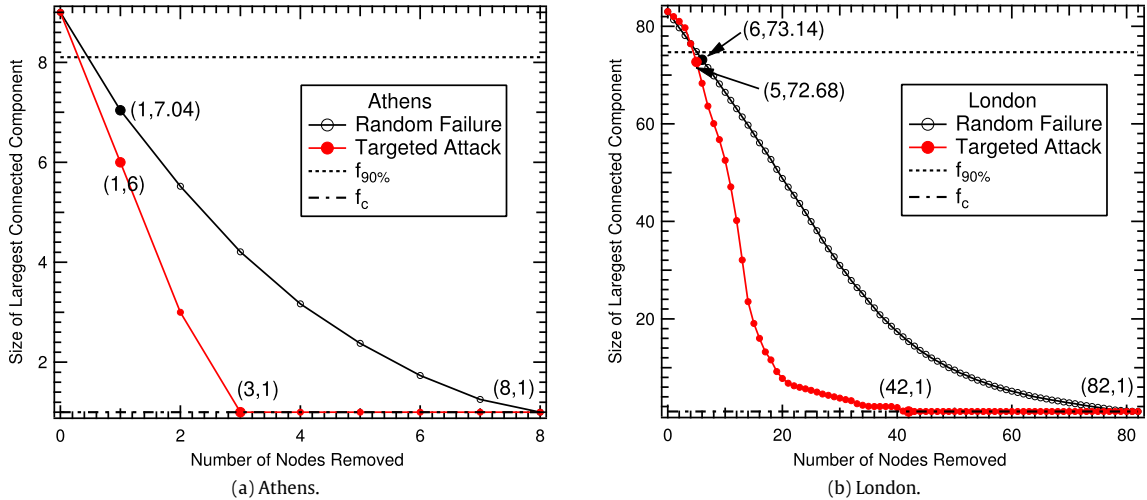 Size of Laregest Connected Component
8
6
4
2
0
2
4
6
8
Number of Nodes Removed
(1,7.04)
(1,6)
(3,1)
(8,1)
Athens
Random Failure
Targeted Attack
f90%
fc
(a) Athens.
Size of Laregest Connected Component
80
60
40
20
0
20
40
60
80
Number of Nodes Removed
(6,73.14)
(5,72.68)
(42,1)
(82,1)
London
Random Failure
Targeted Attack
f90%
fc
(b) London.